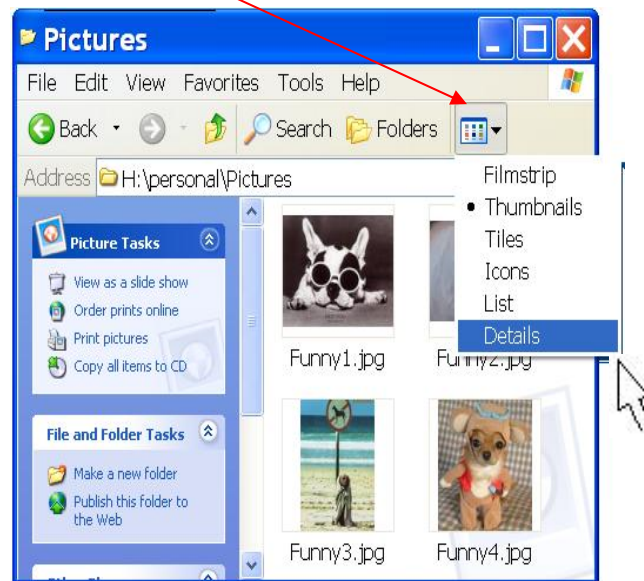 Pictures
File Edit View Favorites Tools Help
Back Search Folders
Address H:\personal\Pictures
Filmstrip
Thumbnails
Tiles
Icons
List
Details
Picture Tasks
View as a slide show
Order prints online
Print pictures
Copy all items to CD
Funny1.jpg Funny2.jpg
File and Folder Tasks
Make a new folder
Publish this folder to
the Web
Funny3.jpg Funny4.jpg